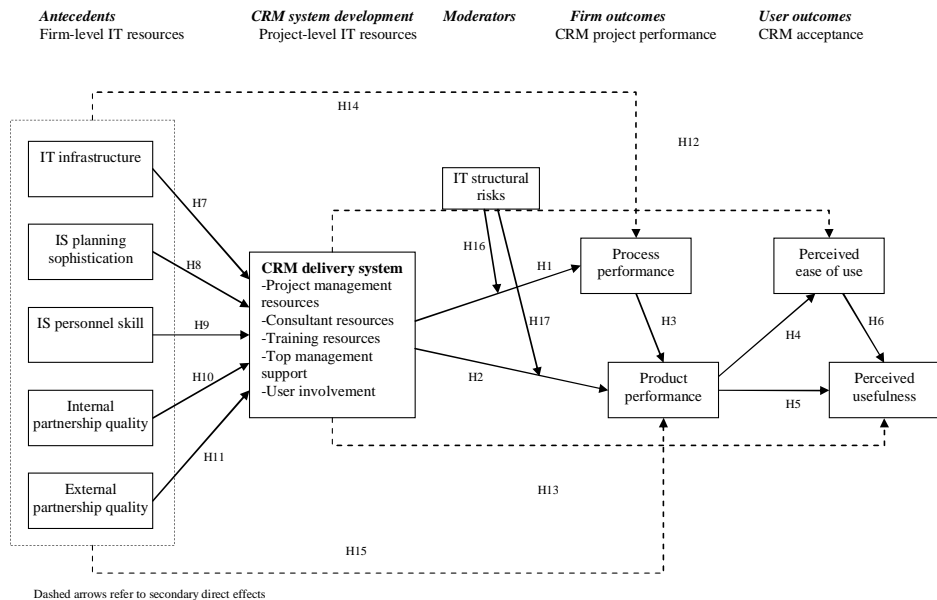 Antecedents
Firm-level IT resources
CRM system development
Project-level IT resources
Moderators
Firm outcomes
CRM project performance
User outcomes
CRM acceptance
H14
H12
IT infrastructure
IT structural
risks
H7
IS planning
sophistication
H8
H16
CRM delivery system
-Project management
resources
-Consultant resources
-Training resources
-Top management
support
-User involvement
H1
Process
performance
Perceived
ease of use
IS personnel skill
H9
H17
H3
H4
H6
H10
H2
Internal
partnership quality
Product
performance
H5
Perceived
usefulness
H11
External
partnership quality
H13
H15
Dashed arrows refer to secondary direct effects